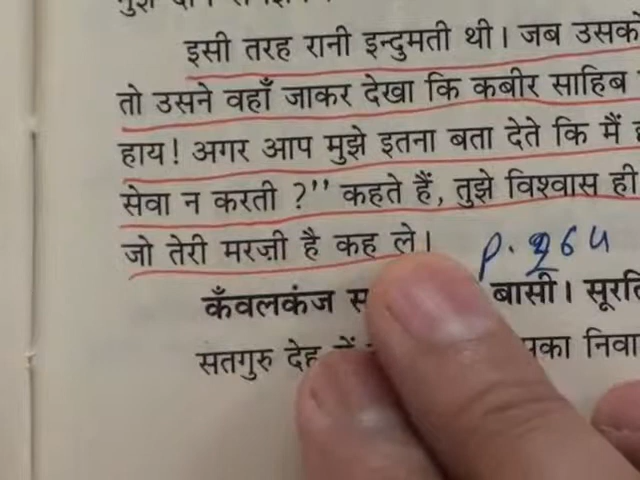 इसी तरह रानी इन्दुमती थी। जब उसको
तो उसने वहाँ जाकर देखा कि कबीर साहिब
हाय! अगर आप मुझे इतना बता देते कि मैं
सेवा न करती ?" कहते हैं, तुझे विश्वास ही
जो तेरी मरज़ी है कह ले। p. 264
कँवलकंज बासी। सूरति
सतगुरु देह में निवा